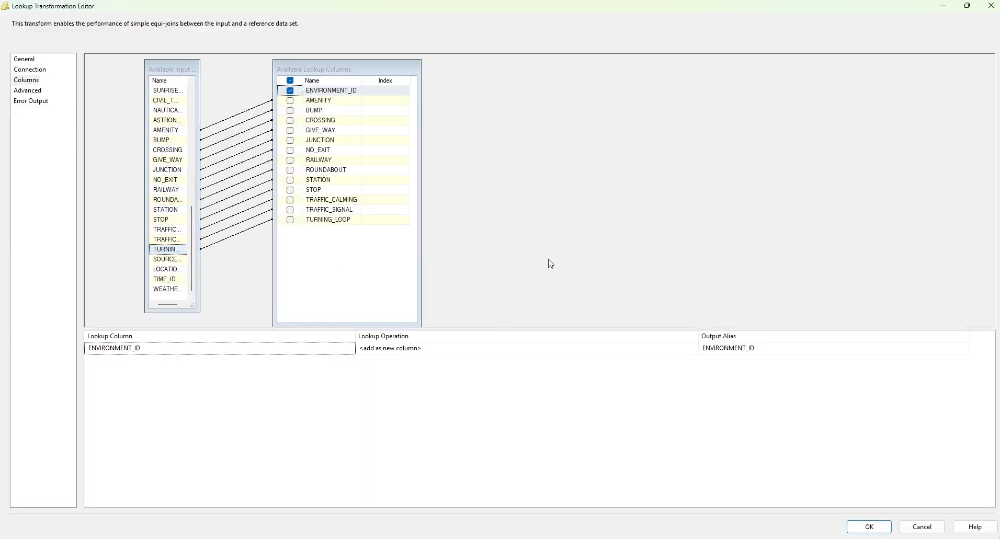 Lookup Transformation Editor
This transform enables the performance of simple equi-joins between the input and a reference data set.
General
Connection
Columns
Advanced
Error Output
Available Input ...
Name
SUNRISE...
CIVIL_T...
NAUTICA...
ASTRON...
AMENITY
BUMP
CROSSING
GIVE_WAY
JUNCTION
NO_EXIT
RAILWAY
ROUNDA...
STATION
STOP
TRAFFIC...
TRAFFIC...
TURNIN...
SOURCE...
LOCATIO...
TIME_ID
WEATHE...
Available Lookup Columns
Name Index
ENVIRONMENT_ID
AMENITY
BUMP
CROSSING
GIVE_WAY
JUNCTION
NO_EXIT
RAILWAY
ROUNDABOUT
STATION
STOP
TRAFFIC_CALMING
TRAFFIC_SIGNAL
TURNING_LOOP
Lookup Column Lookup Operation Output Alias
ENVIRONMENT_ID <add as new column> ENVIRONMENT_ID
OK Cancel Help